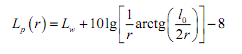 L_p(r) = L_w + 10lg[1/r arctg(l_0/2r)] − 8